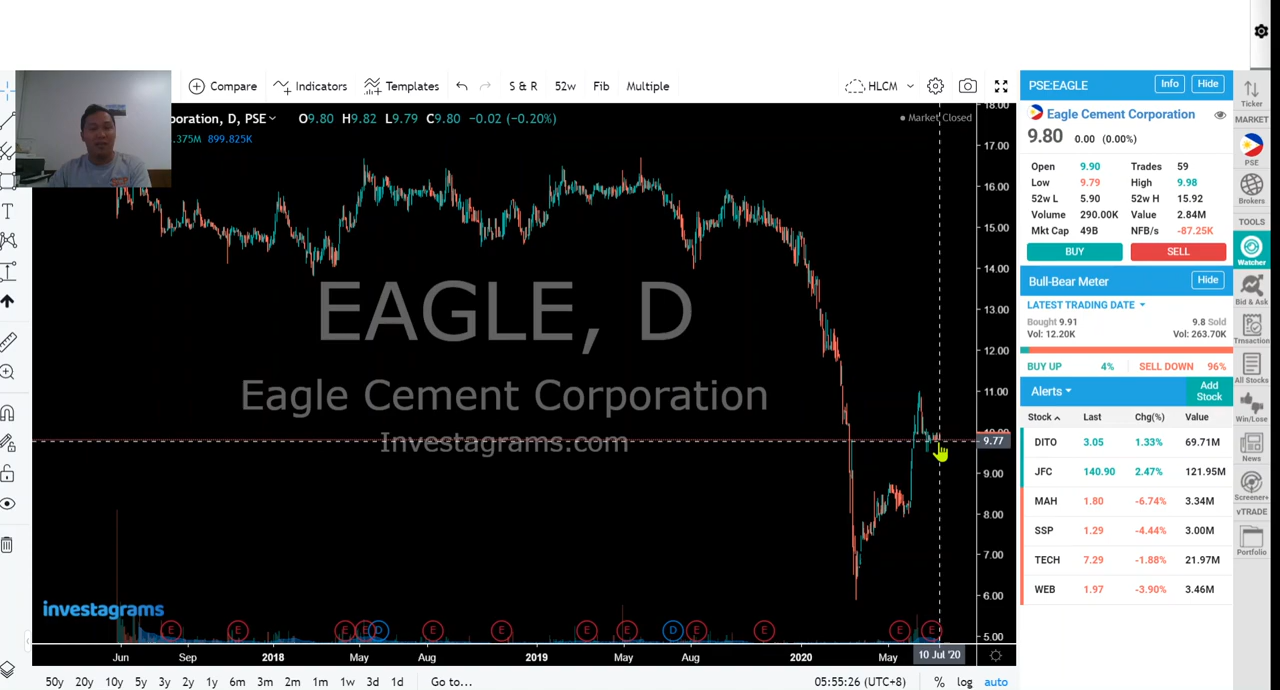 Compare Indicators Templates S & R 52w Fib Multiple HLCM
oration, D, PSE O9.80 H9.82 L9.79 C9.80 -0.02 (-0.20%)
.375M 899.825K
Market Closed
EAGLE, D
Eagle Cement Corporation
Investagrams.com
investagrams
18.00
17.00
16.00
15.00
14.00
13.00
12.00
11.00
9.77
9.00
8.00
7.00
6.00
5.00
E E E E D E E E E D E E E E
Jun Sep 2018 May Aug 2019 May Aug 2020 May 10 Jul '20
50y 20y 10y 5y 3y 2y 1y 6m 3m 2m 1m 1w 3d 1d Go to... 05:55:26 (UTC+8) % log auto
PSE:EAGLE Info Hide
Eagle Cement Corporation
9.80 0.00 (0.00%)
Open 9.90 Trades 59
Low 9.79 High 9.98
52w L 5.90 52w H 15.92
Volume 290.00K Value 2.84M
Mkt Cap 49B NFB/s -87.25K
BUY SELL
Bull-Bear Meter Hide
LATEST TRADING DATE
Bought 9.91 9.8 Sold
Vol: 12.20K Vol: 263.70K
BUY UP 4% SELL DOWN 96%
Alerts Add Stock
Stock Last Chg(%) Value
DITO 3.05 1.33% 69.71M
JFC 140.90 2.47% 121.95M
MAH 1.80 -6.74% 3.34M
SSP 1.29 -4.44% 3.00M
TECH 7.29 -1.88% 21.97M
WEB 1.97 -3.90% 3.46M
Ticker
MARKET
PSE
Brokers
TOOLS
Watcher
Bid & Ask
Trnsaction
All Stocks
Win/Lose
News
Screener+
vTRADE
Portfolio